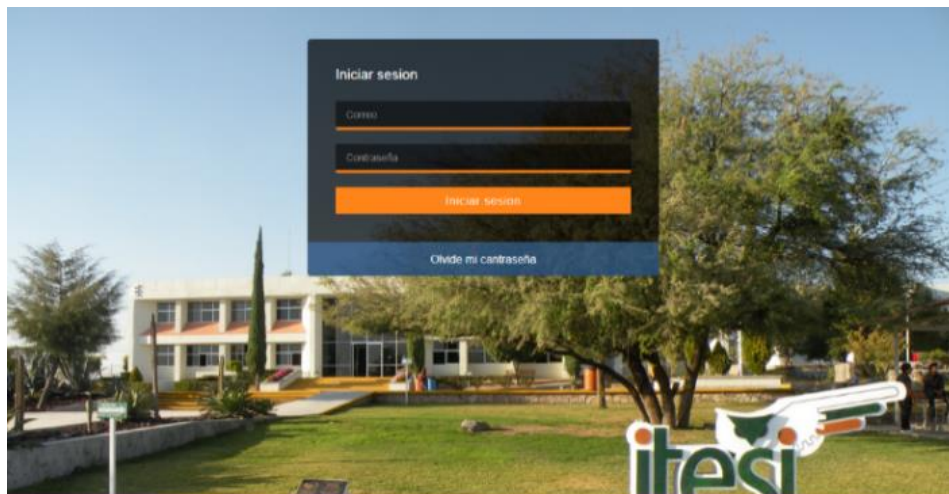 Iniciar sesion
Correo
Contraseña
Iniciar sesion
Olvide mi cantraseña
itesi